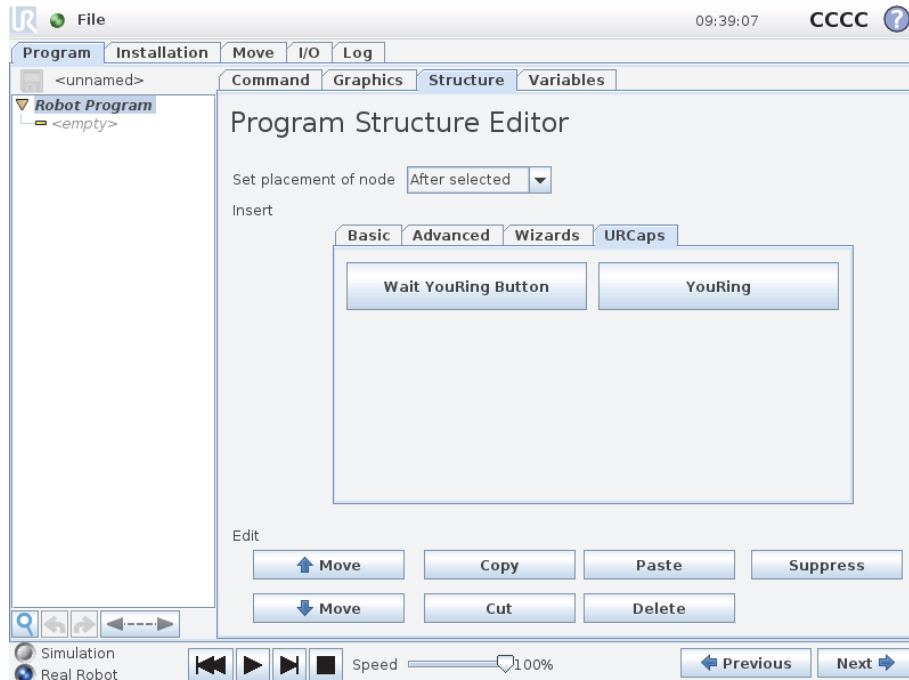 UR File 09:39:07 CCCC ?
Program Installation Move I/O Log
<unnamed> Command Graphics Structure Variables
Robot Program
<empty>
Program Structure Editor
Set placement of node After selected
Insert
Basic Advanced Wizards URCaps
Wait YouRing Button YouRing
Edit
Move Copy Paste Suppress
Move Cut Delete
Simulation
Real Robot
Speed 100% Previous Next